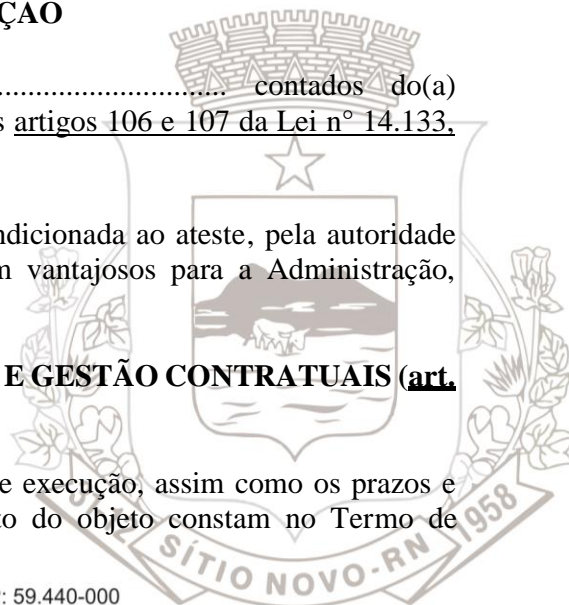 ÇÃO
............................. contados do(a)
s artigos 106 e 107 da Lei n° 14.133,
ndicionada ao ateste, pela autoridade
m vantajosos para a Administração,
E GESTÃO CONTRATUAIS (art.
e execução, assim como os prazos e
to do objeto constam no Termo de
SÍTIO NOVO-RN 1958
: 59.440-000